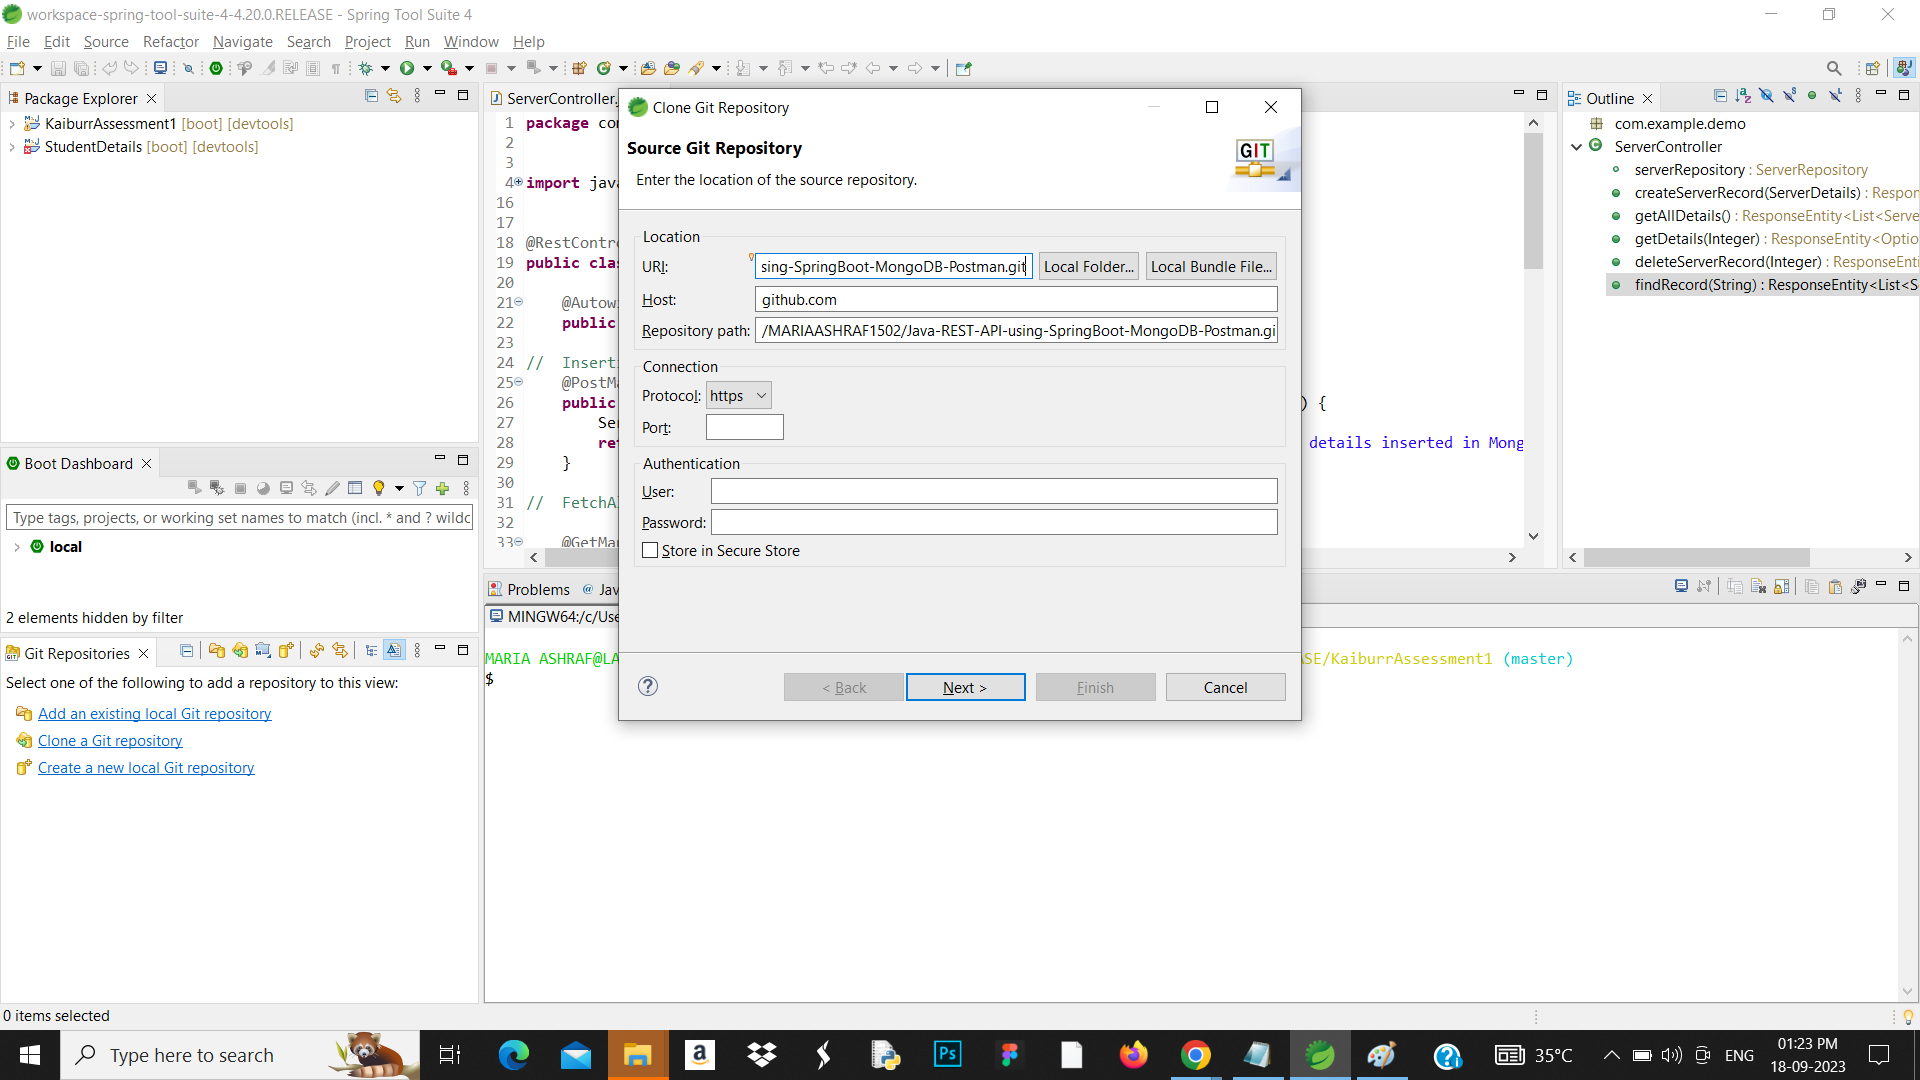 workspace-spring-tool-suite-4-4.20.0.RELEASE - Spring Tool Suite 4
File Edit Source Refactor Navigate Search Project Run Window Help
Package Explorer
KaiburrAssessment1 [boot] [devtools]
StudentDetails [boot] [devtools]
Boot Dashboard
Type tags, projects, or working set names to match (incl. * and ? wildc
local
2 elements hidden by filter
Git Repositories
Select one of the following to add a repository to this view:
Add an existing local Git repository
Clone a Git repository
Create a new local Git repository
0 items selected
ServerController.
1 package co
2
3
4 import java
16
17
18 @RestContr
19 public clas
20
21 @Autow
22 public
23
24 // Insert
25 @PostM
26 public ) {
27 Se
28 re details inserted in Mong
29 }
30
31 // FetchA
32
33 @GetMa
Clone Git Repository
Source Git Repository
Enter the location of the source repository.
GIT
Location
URI: sing-SpringBoot-MongoDB-Postman.git Local Folder... Local Bundle File...
Host: github.com
Repository path: /MARIAASHRAF1502/Java-REST-API-using-SpringBoot-MongoDB-Postman.gi
Connection
Protocol: https
Port:
Authentication
User:
Password:
Store in Secure Store
< Back Next > Finish Cancel
Problems @ Jav
MINGW64:/c/Use
MARIA ASHRAF@LA SE/KaiburrAssessment1 (master)
$
Outline
com.example.demo
ServerController
serverRepository : ServerRepository
createServerRecord(ServerDetails) : Respon
getAllDetails() : ResponseEntity<List<Serve
getDetails(Integer) : ResponseEntity<Optio
deleteServerRecord(Integer) : ResponseEnti
findRecord(String) : ResponseEntity<List<S
Type here to search
a
Ps
35°C
ENG
01:23 PM
18-09-2023